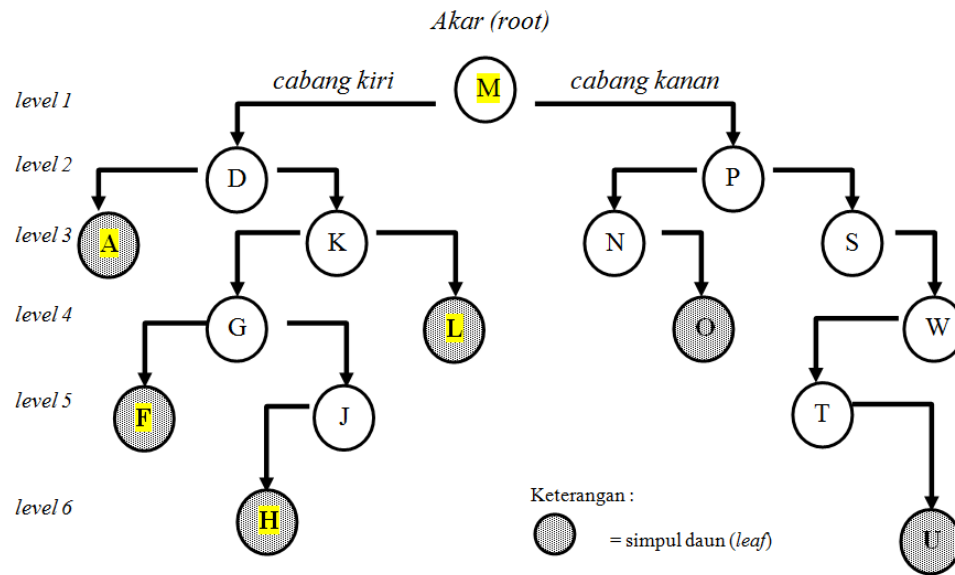 Akar (root)
cabang kiri
M
cabang kanan
level 1
level 2
D
P
level 3
A
K
N
S
level 4
G
L
O
W
level 5
F
J
T
level 6
H
U
Keterangan :
= simpul daun (leaf)